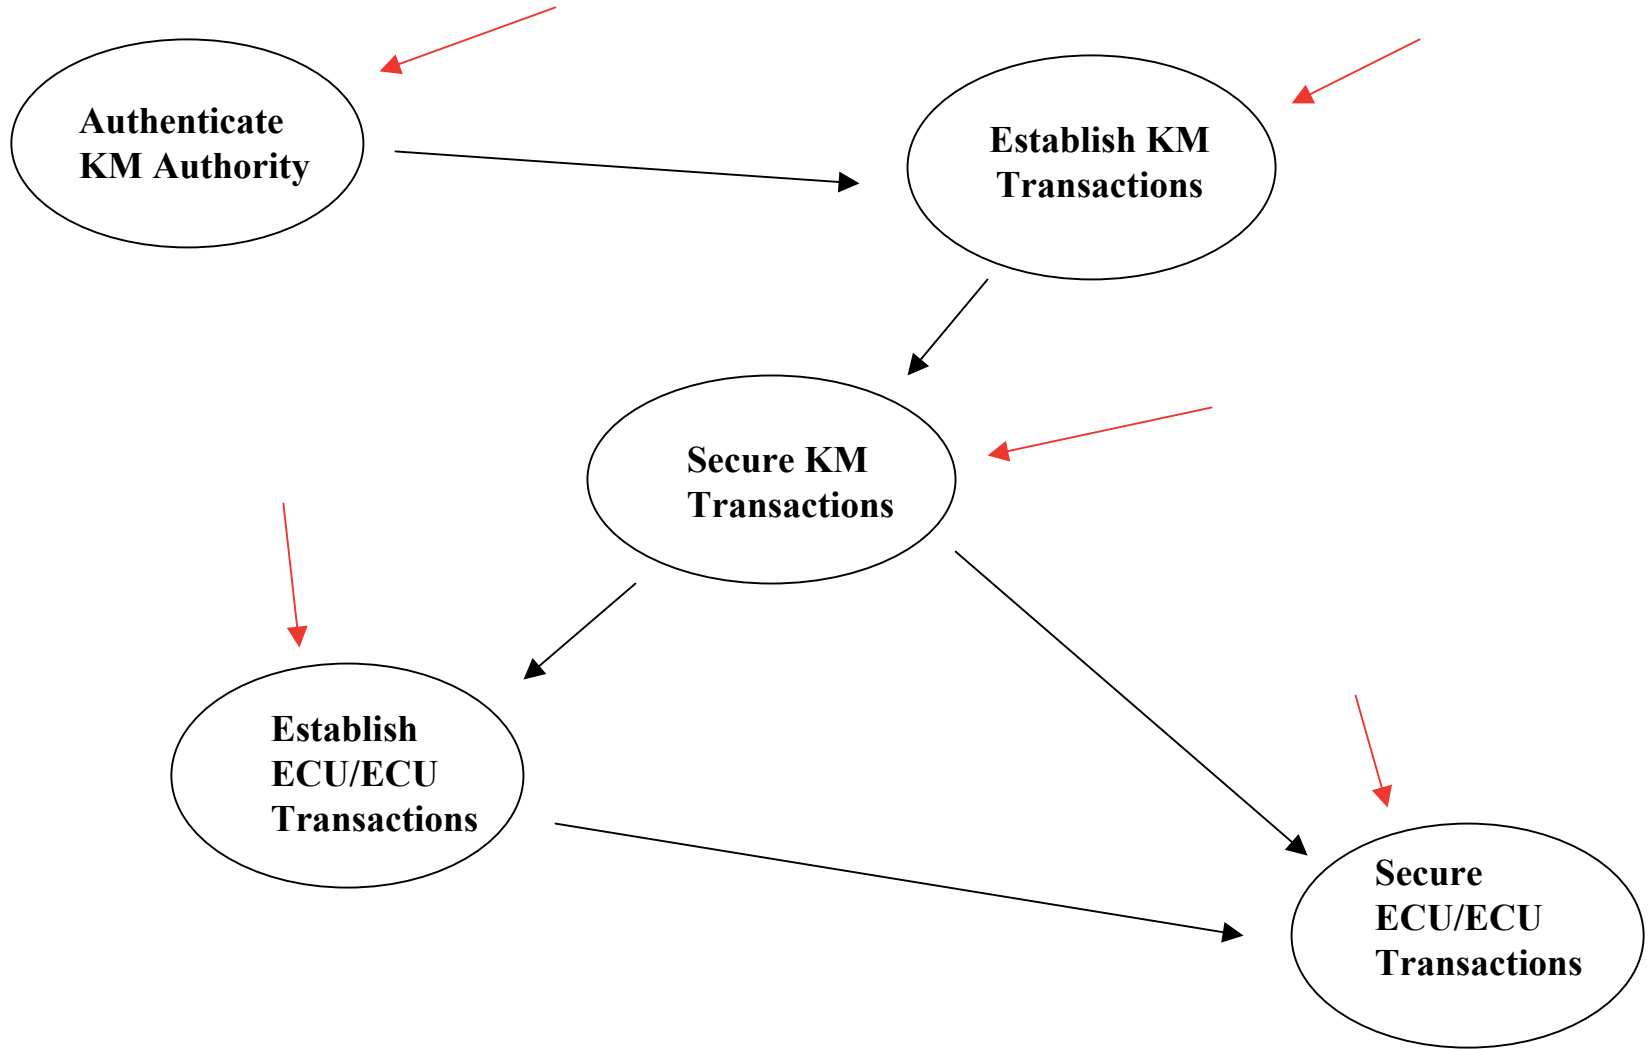 Authenticate
KM Authority
Establish KM
Transactions
Secure KM
Transactions
Establish
ECU/ECU
Transactions
Secure
ECU/ECU
Transactions